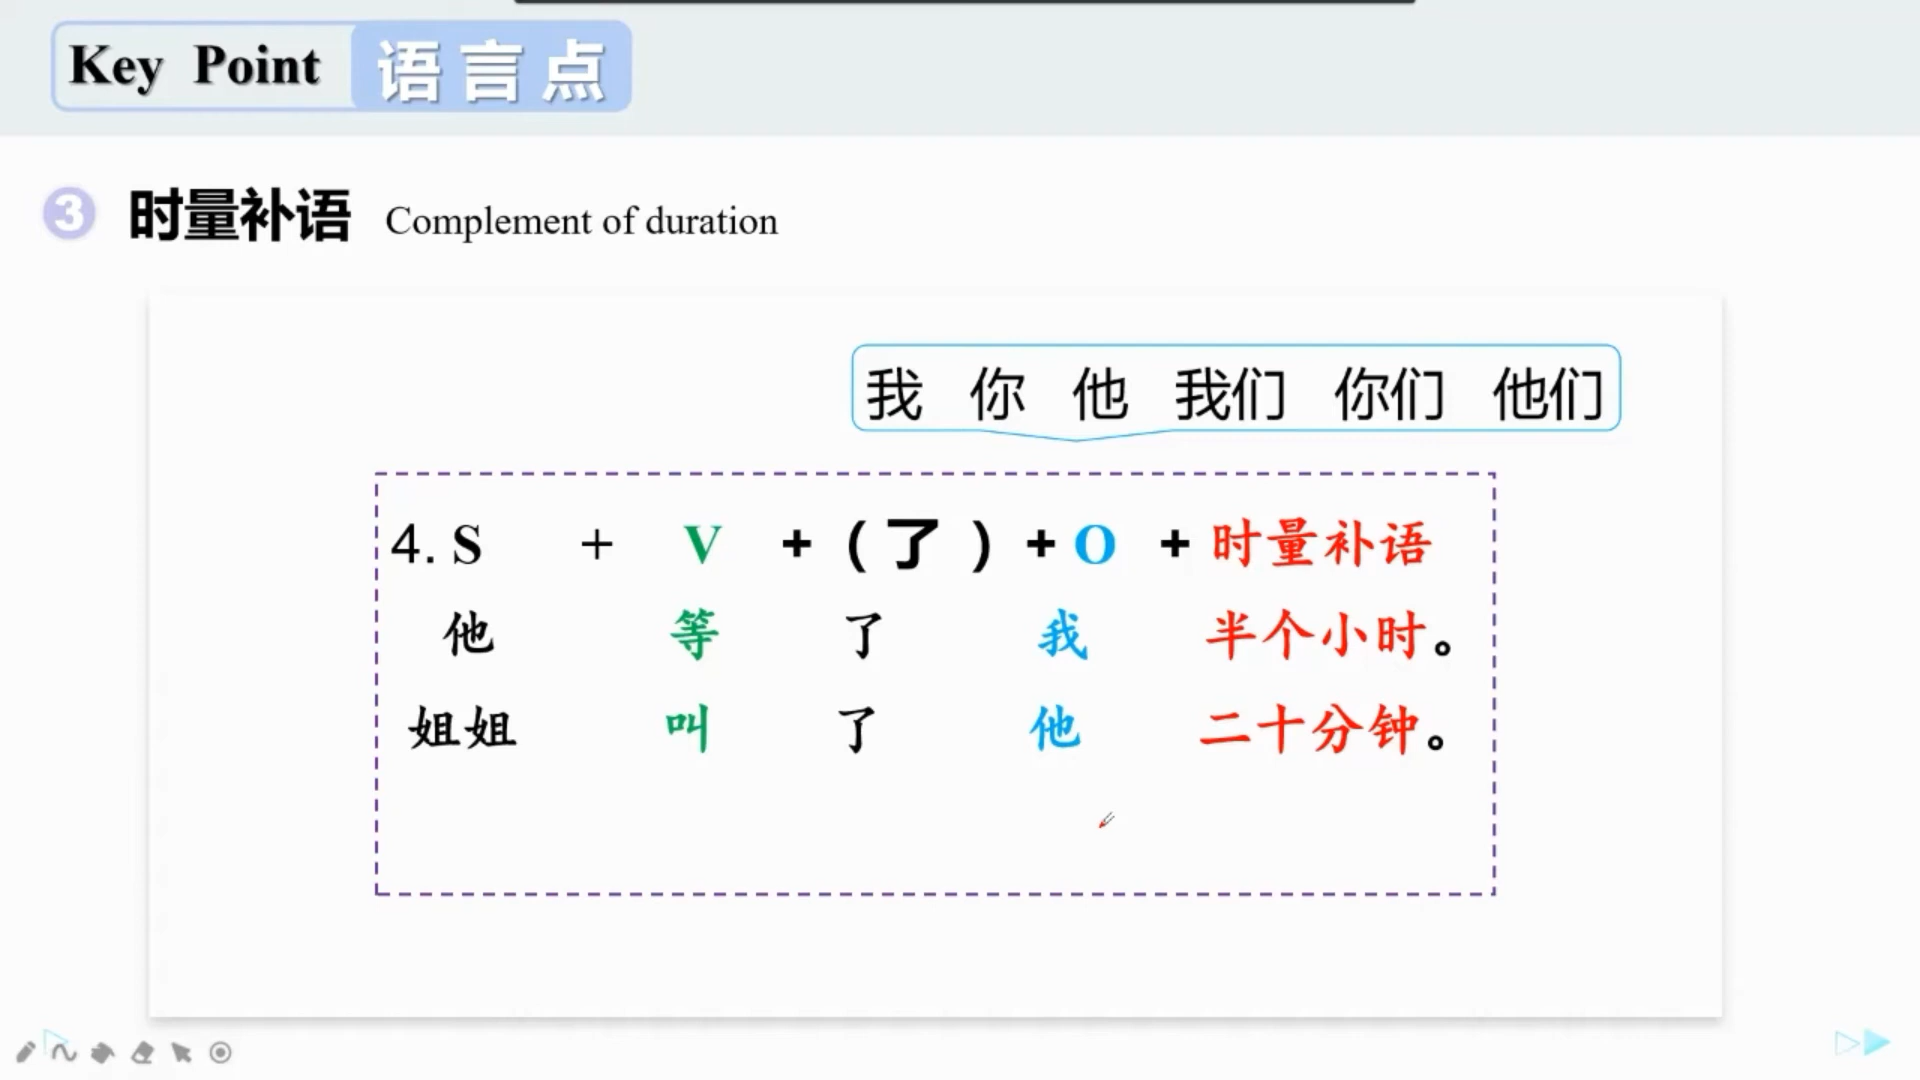 Key Point 语言点
3 时量补语 Complement of duration
我 你 他 我们 你们 他们
4. S + V + (了) + O + 时量补语
他 等 了 我 半个小时。
姐姐 叫 了 他 二十分钟。